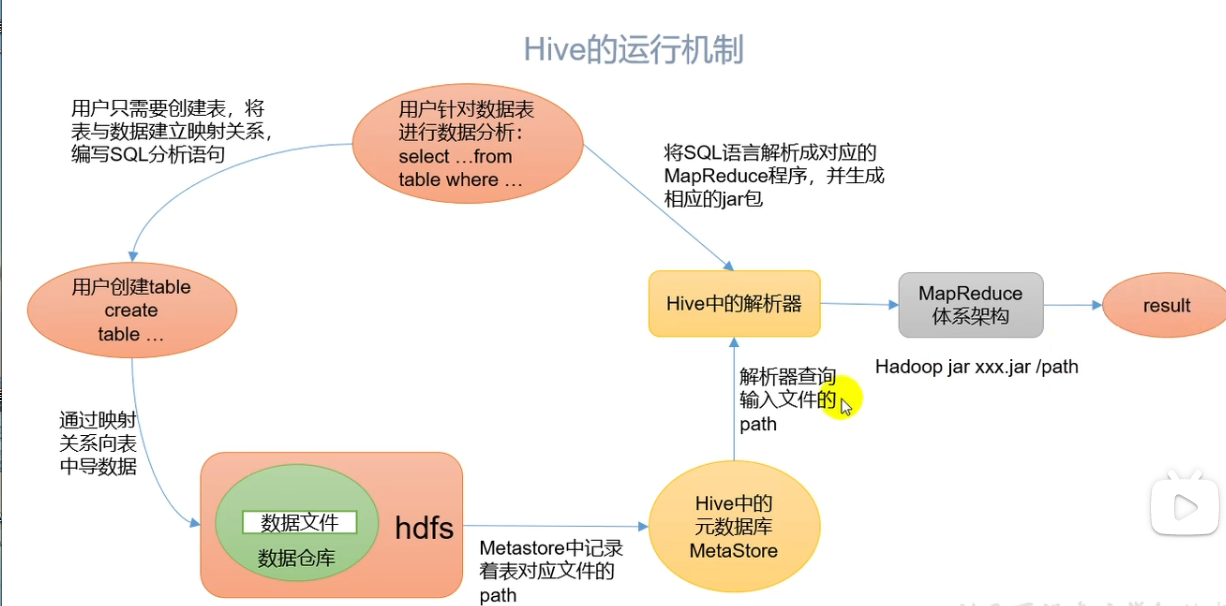 Hive的运行机制
用户只需要创建表，将
表与数据建立映射关系，
编写SQL分析语句
用户针对数据表
进行数据分析：
select …from
table where …
将SQL语言解析成对应的
MapReduce程序，并生成
相应的jar包
用户创建table
create
table …
Hive中的解析器
MapReduce
体系架构
result
Hadoop jar xxx.jar /path
解析器查询
输入文件的
path
通过映射
关系向表
中导数据
数据文件
数据仓库
hdfs
Metastore中记录
着表对应文件的
path
Hive中的
元数据库
MetaStore